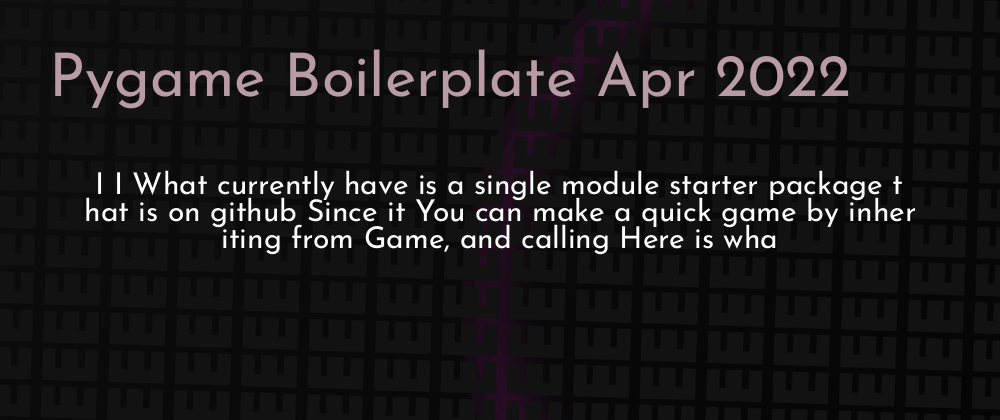 Pygame Boilerplate Apr 2022
I I What currently have is a single module starter package t
hat is on github Since it You can make a quick game by inher
iting from Game, and calling Here is wha